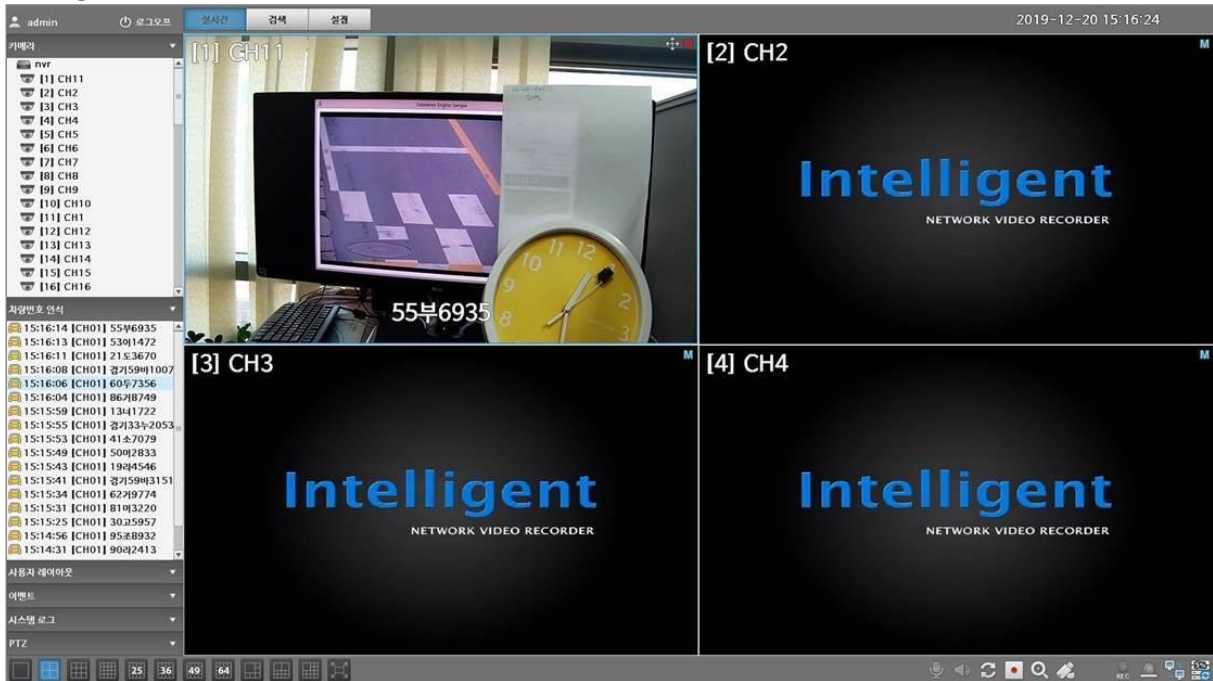 admin
로그오프
실시간
검색
설정
2019-12-20 15:16:24
카메라
nvr
[1] CH11
[2] CH2
[3] CH3
[4] CH4
[5] CH5
[6] CH6
[7] CH7
[8] CH8
[9] CH9
[10] CH10
[11] CH1
[12] CH12
[13] CH13
[14] CH14
[15] CH15
[16] CH16
차량번호 인식
15:16:14 [CH01] 55부6935
15:16:13 [CH01] 53어1472
15:16:11 [CH01] 21도3670
15:16:08 [CH01] 경기59바1007
15:16:06 [CH01] 60두7356
15:16:04 [CH01] 86거8749
15:15:59 [CH01] 13너1722
15:15:55 [CH01] 경기33누2053
15:15:53 [CH01] 41소7079
15:15:49 [CH01] 50머2833
15:15:43 [CH01] 19라4546
15:15:41 [CH01] 경기59바3151
15:15:34 [CH01] 62거9774
15:15:31 [CH01] 81머3220
15:15:25 [CH01] 30고5957
15:14:56 [CH01] 95조8932
15:14:31 [CH01] 90라2413
사용자 레이아웃
이벤트
시스템 로그
PTZ
[1] CH11
55부6935
11 12
10
9
8
2
3
[2] CH2
M
Intelligent
NETWORK VIDEO RECORDER
[3] CH3
M
Intelligent
NETWORK VIDEO RECORDER
[4] CH4
M
Intelligent
NETWORK VIDEO RECORDER
25
36
49
64
REC